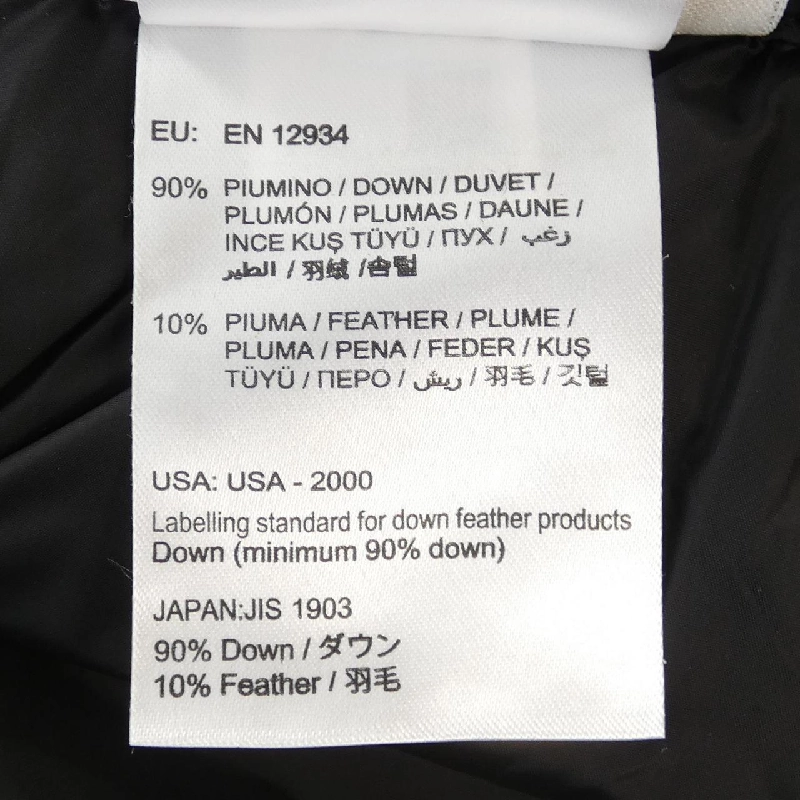 EU: EN 12934
90% PIUMINO / DOWN / DUVET /
PLUMÓN / PLUMAS / DAUNE /
INCE KUŞ TÜYÜ / ПУХ / زغب
الطير / 羽绒 /솜털
10% PIUMA / FEATHER / PLUME /
PLUMA / PENA / FEDER / KUŞ
TÜYÜ / ПЕРО / ريش / 羽毛 / 깃털
USA: USA - 2000
Labelling standard for down feather products
Down (minimum 90% down)
JAPAN:JIS 1903
90% Down / ダウン
10% Feather / 羽毛